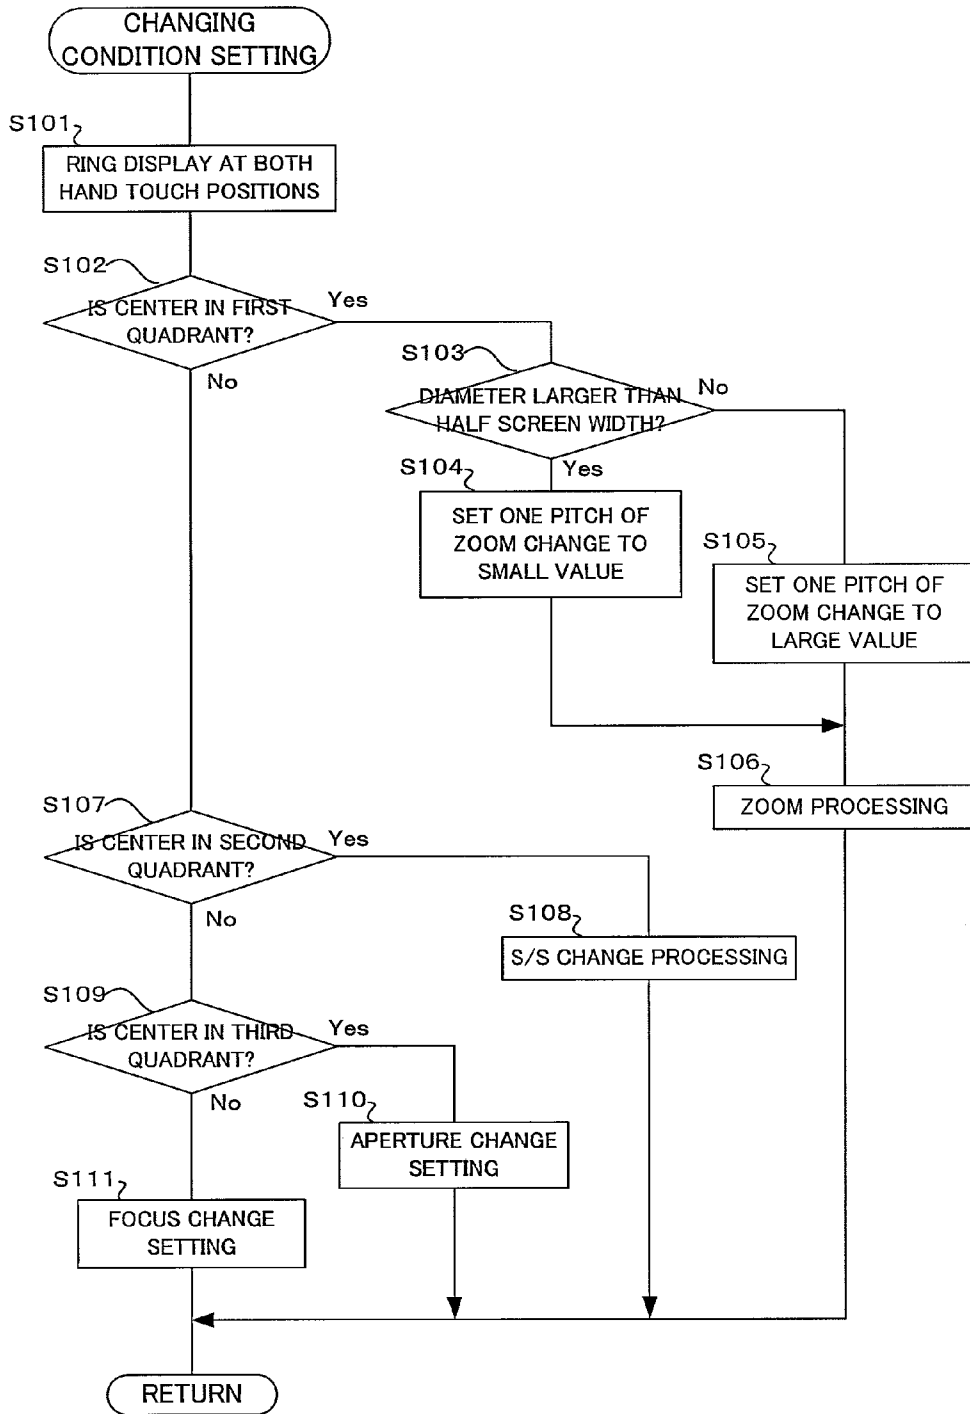 CHANGING
CONDITION SETTING
S101
RING DISPLAY AT BOTH
HAND TOUCH POSITIONS
S102
IS CENTER IN FIRST
QUADRANT?
Yes
No
S103
DIAMETER LARGER THAN
HALF SCREEN WIDTH?
No
Yes
S104
SET ONE PITCH OF
ZOOM CHANGE TO
SMALL VALUE
S105
SET ONE PITCH OF
ZOOM CHANGE TO
LARGE VALUE
S106
ZOOM PROCESSING
S107
IS CENTER IN SECOND
QUADRANT?
Yes
No
S108
S/S CHANGE PROCESSING
S109
IS CENTER IN THIRD
QUADRANT?
Yes
No
S110
APERTURE CHANGE
SETTING
S111
FOCUS CHANGE
SETTING
RETURN